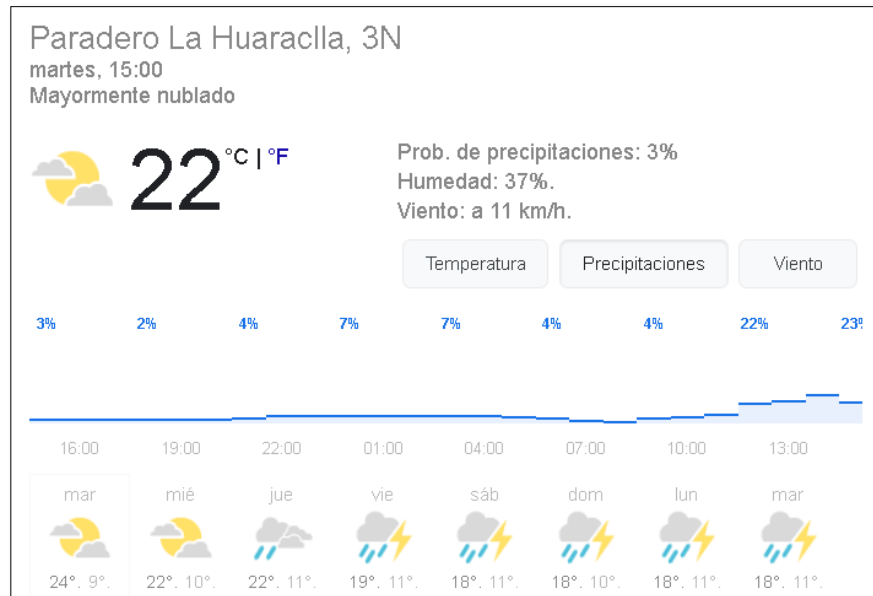 Paradero La Huaraclla, 3N
martes, 15:00
Mayormente nublado
22 °C | °F
Prob. de precipitaciones: 3%
Humedad: 37%.
Viento: a 11 km/h.
Temperatura Precipitaciones Viento
3% 2% 4% 7% 7% 4% 4% 22% 23%
16:00 19:00 22:00 01:00 04:00 07:00 10:00 13:00
mar mié jue vie sáb dom lun mar
24°. 9°. 22°. 10°. 22°. 11°. 19°. 11°. 18°. 11°. 18°. 10°. 18°. 11°. 18°. 11°.